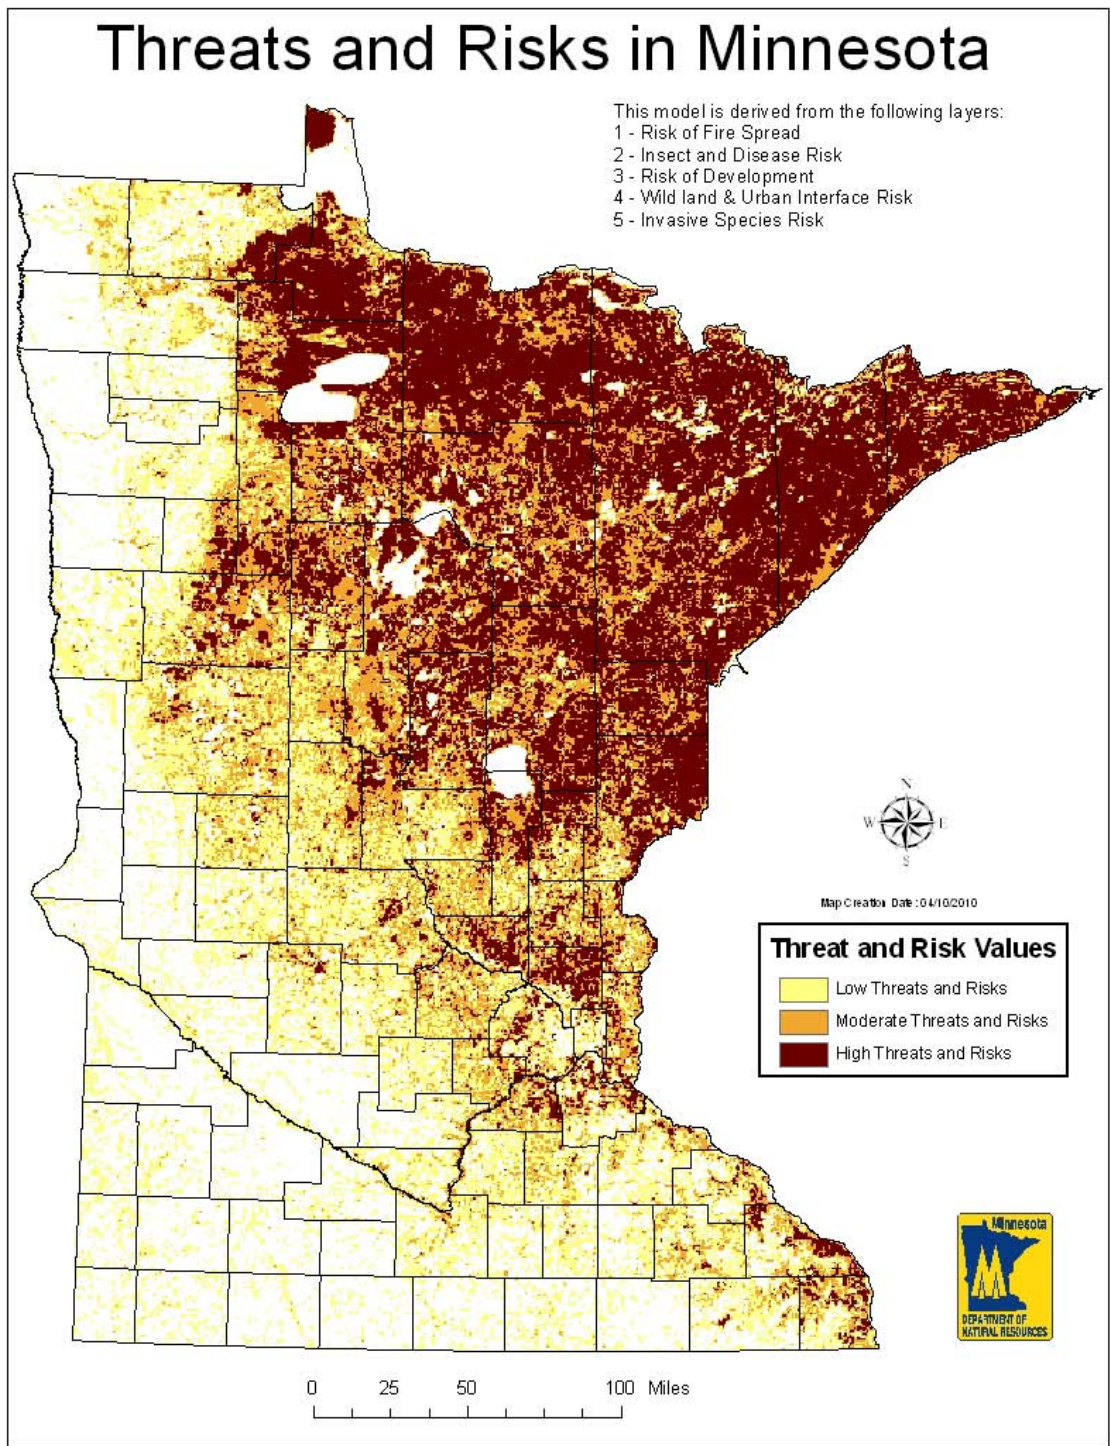 Threats and Risks in Minnesota
This model is derived from the following layers:
1 - Risk of Fire Spread
2 - Insect and Disease Risk
3 - Risk of Development
4 - Wild land & Urban Interface Risk
5 - Invasive Species Risk
N
W E
S
Map Creation Date: 04/10/2010
Threat and Risk Values
Low Threats and Risks
Moderate Threats and Risks
High Threats and Risks
Minnesota
DEPARTMENT OF
NATURAL RESOURCES
0 25 50 100 Miles